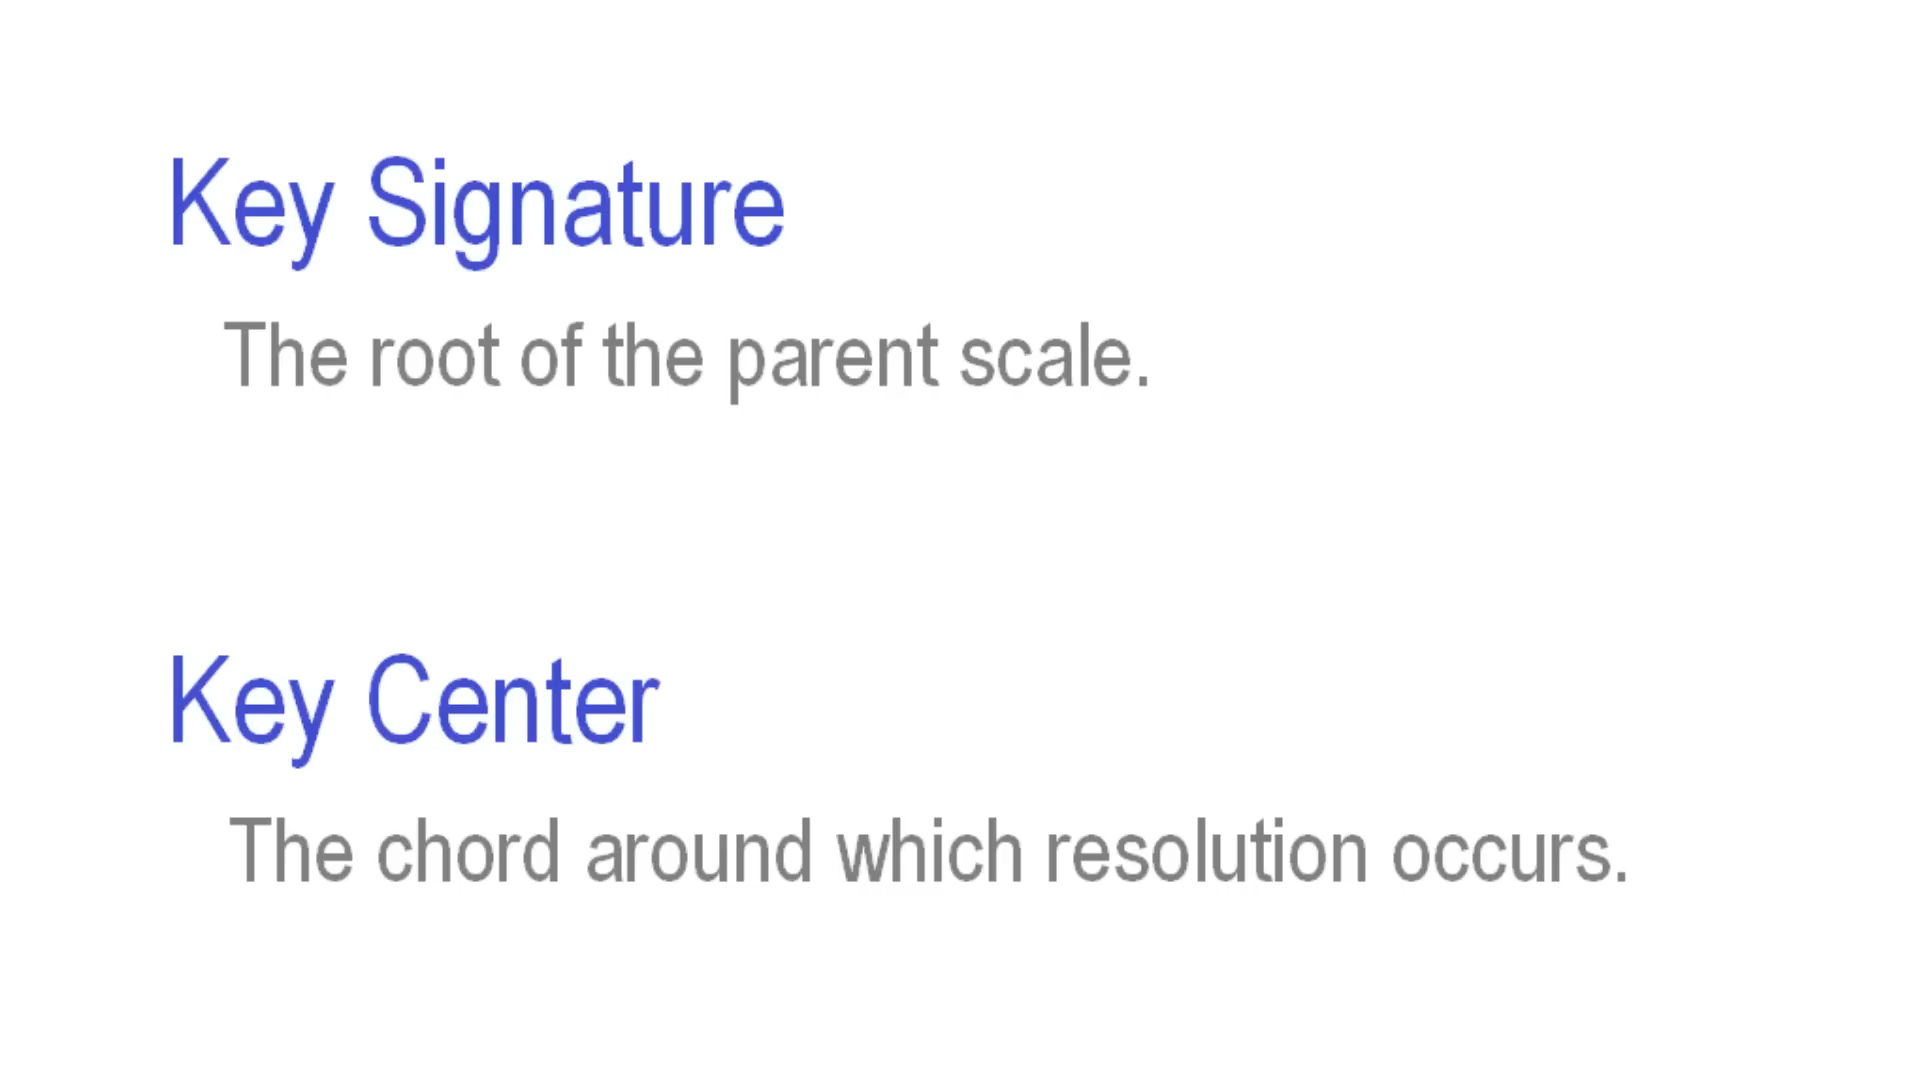 Key Signature
The root of the parent scale.
Key Center
The chord around which resolution occurs.